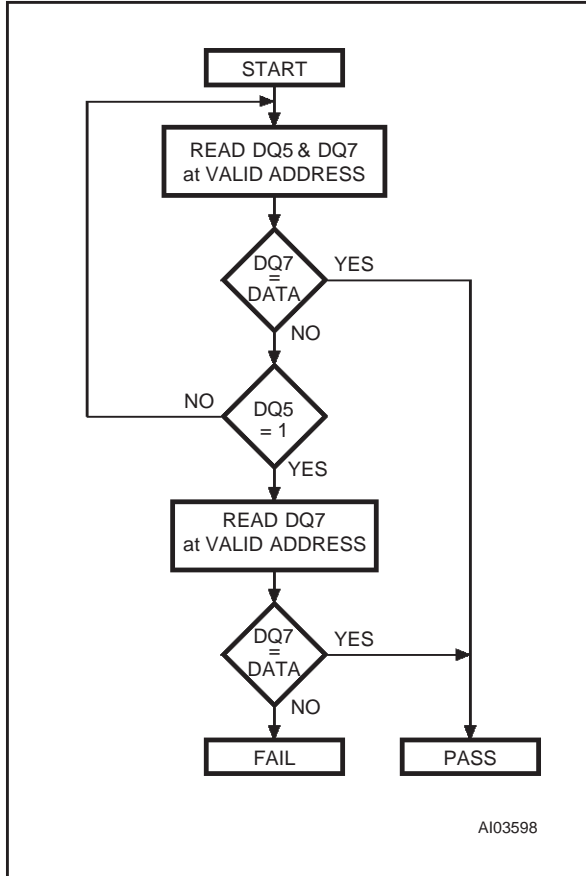 START
READ DQ5 & DQ7
at VALID ADDRESS
DQ7
=
DATA
YES
NO
DQ5
= 1
NO
YES
READ DQ7
at VALID ADDRESS
DQ7
=
DATA
YES
NO
FAIL
PASS
AI03598